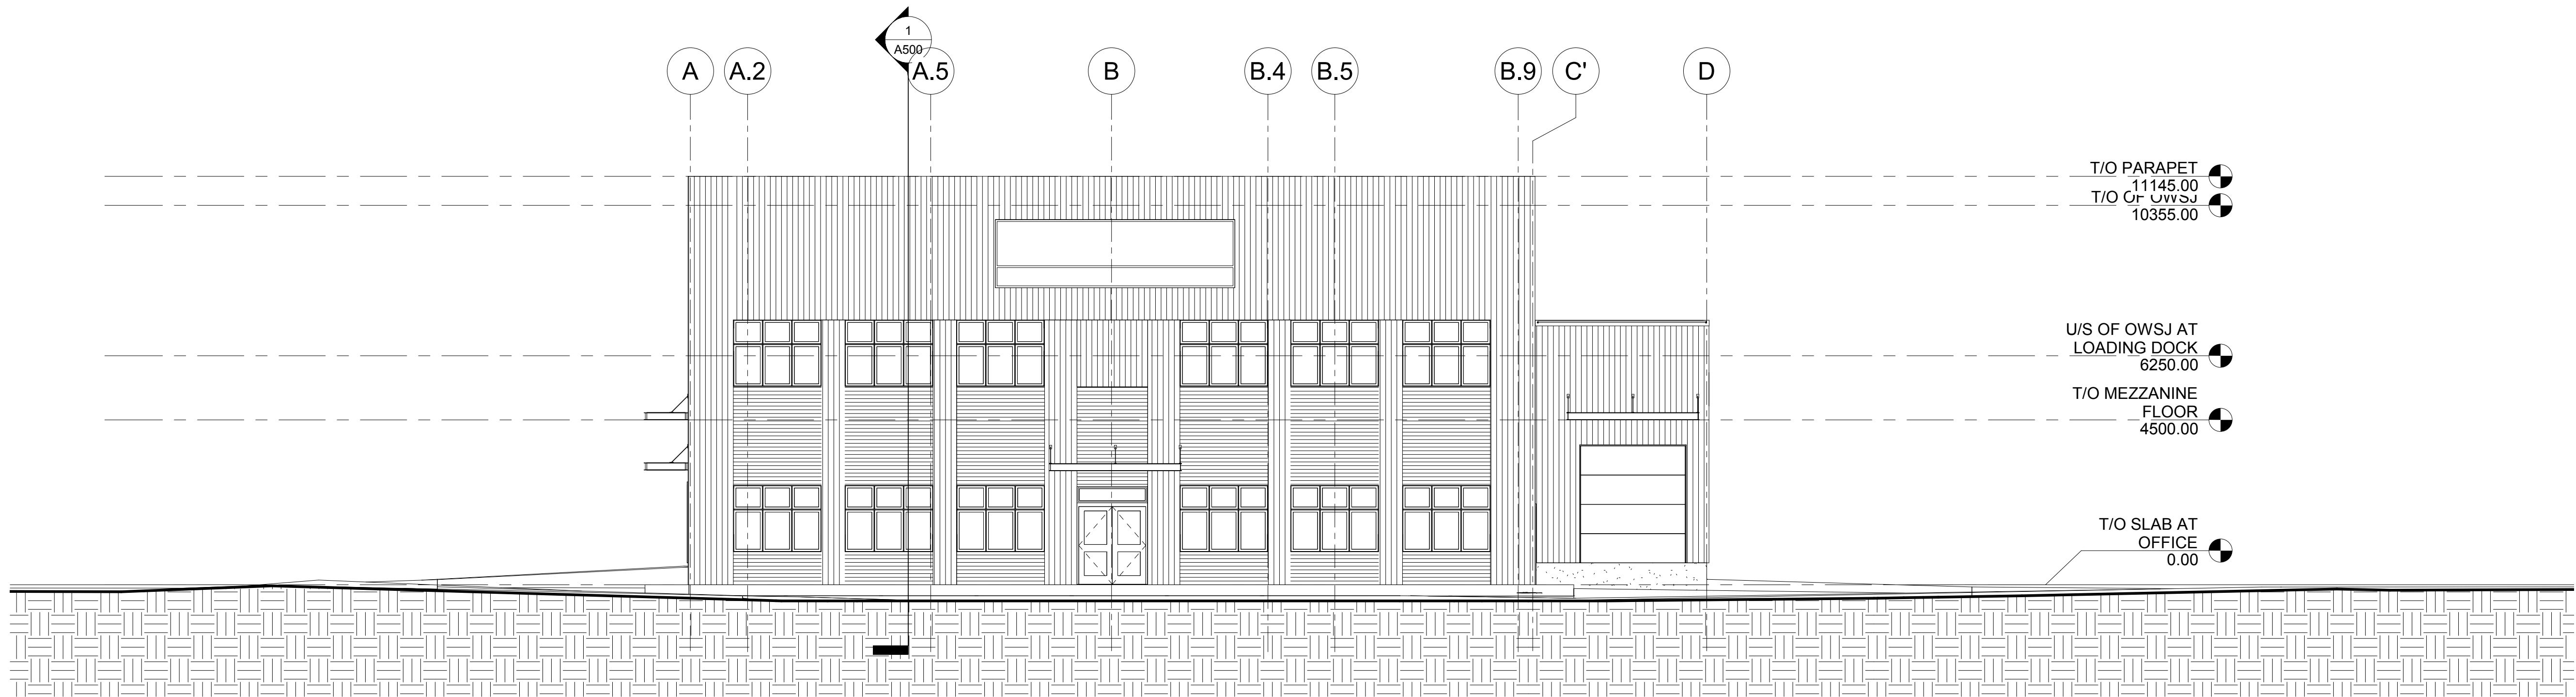 1
A500
A
A.2
A.5
B
B.4
B.5
B.9
C'
D
T/O PARAPET
11145.00
T/O OF OWSJ
10355.00
U/S OF OWSJ AT
LOADING DOCK
6250.00
T/O MEZZANINE
FLOOR
4500.00
T/O SLAB AT
OFFICE
0.00